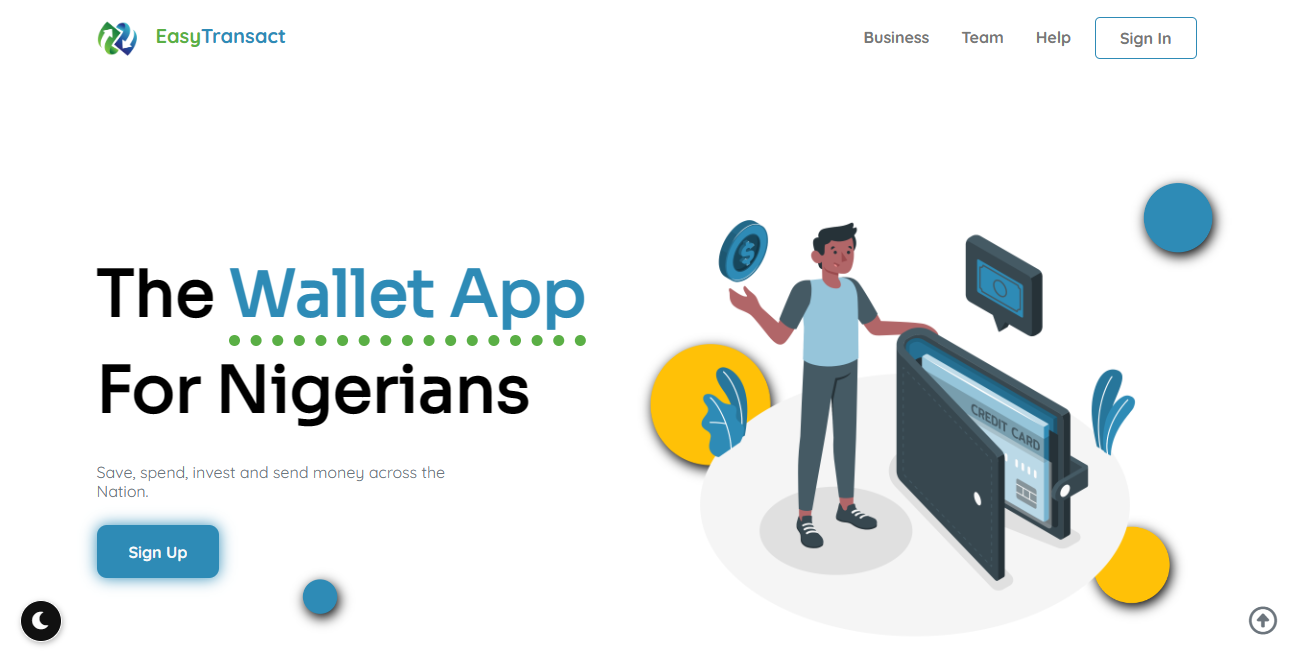 EasyTransact
Business Team Help Sign In
The Wallet App
For Nigerians
Save, spend, invest and send money across the
Nation.
Sign Up
$
CREDIT CARD